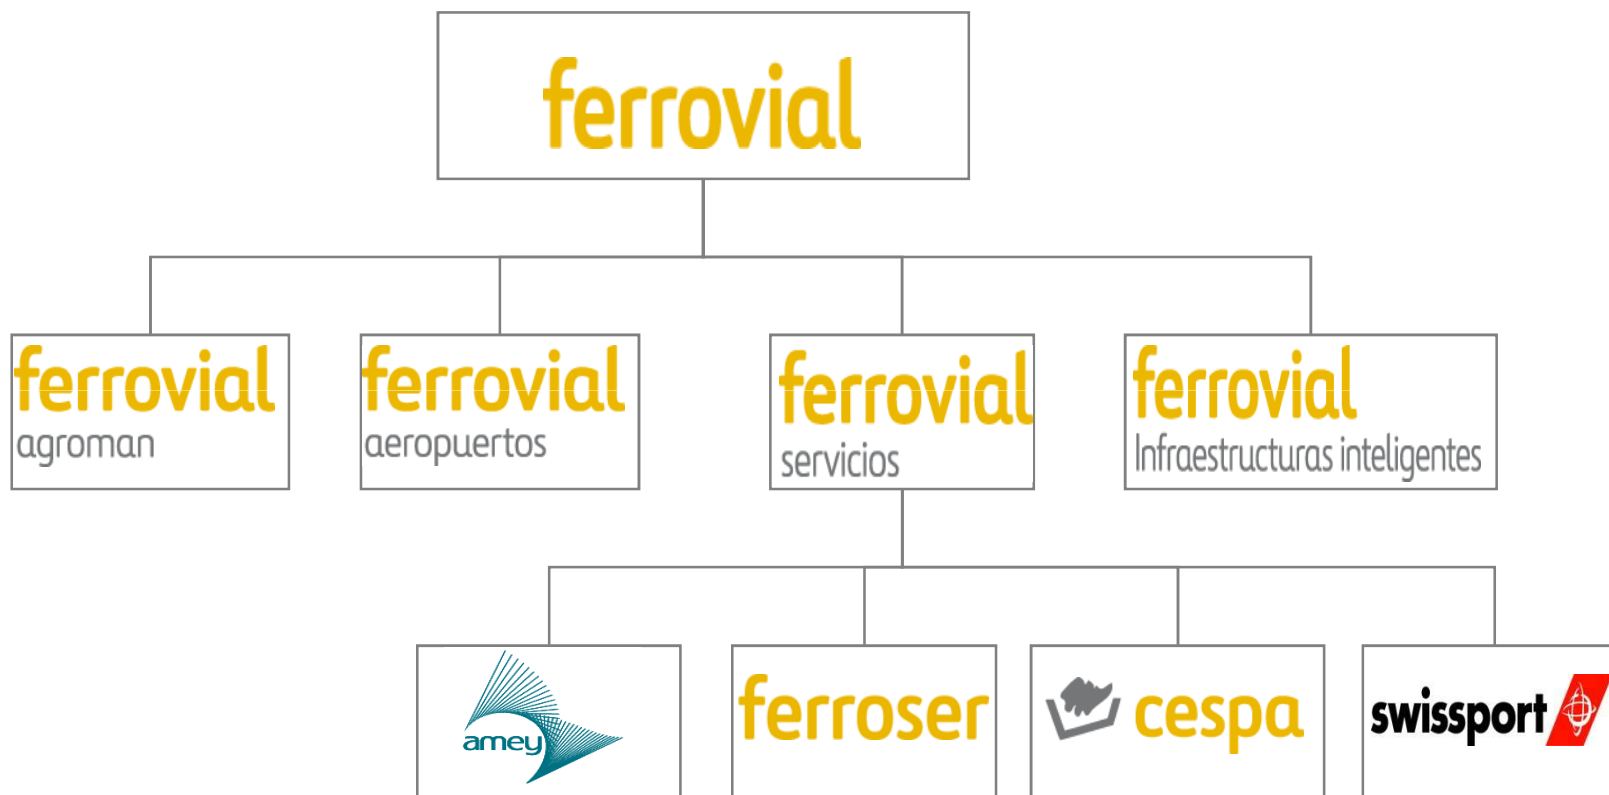 ferrovial
ferrovial
agroman
ferrovial
aeropuertos
ferrovial
servicios
ferrovial
Infraestructuras inteligentes
amey
ferroser
cespa
swissport